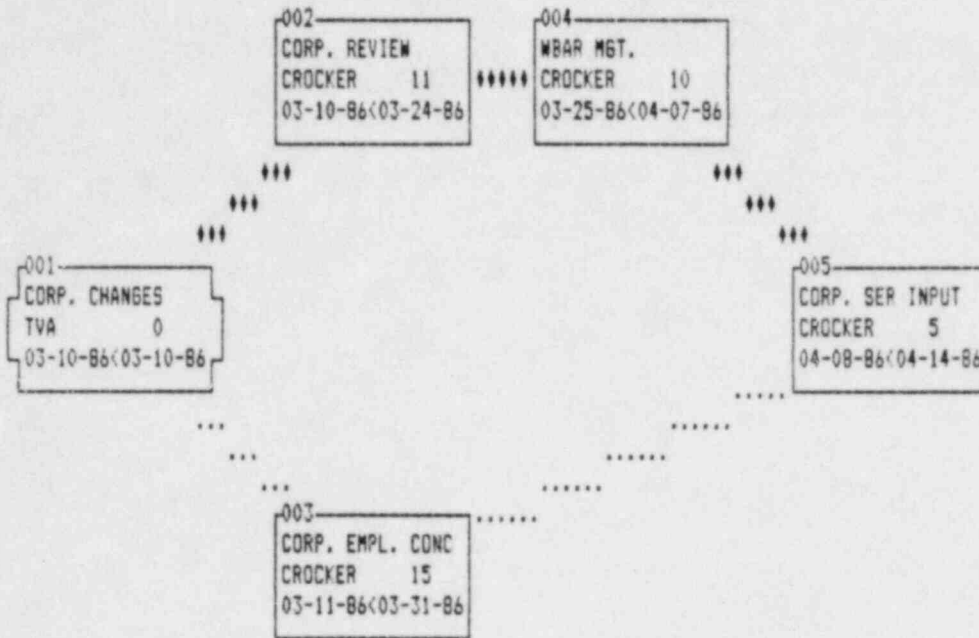 002
CORP. REVIEW
CROCKER 11
03-10-86<03-24-86
004
WBAR MGT.
CROCKER 10
03-25-86<04-07-86
001
CORP. CHANGES
TVA 0
03-10-86<03-10-86
005
CORP. SER INPUT
CROCKER 5
04-08-86<04-14-86
003
CORP. EMPL. CONC
CROCKER 15
03-11-86<03-31-86